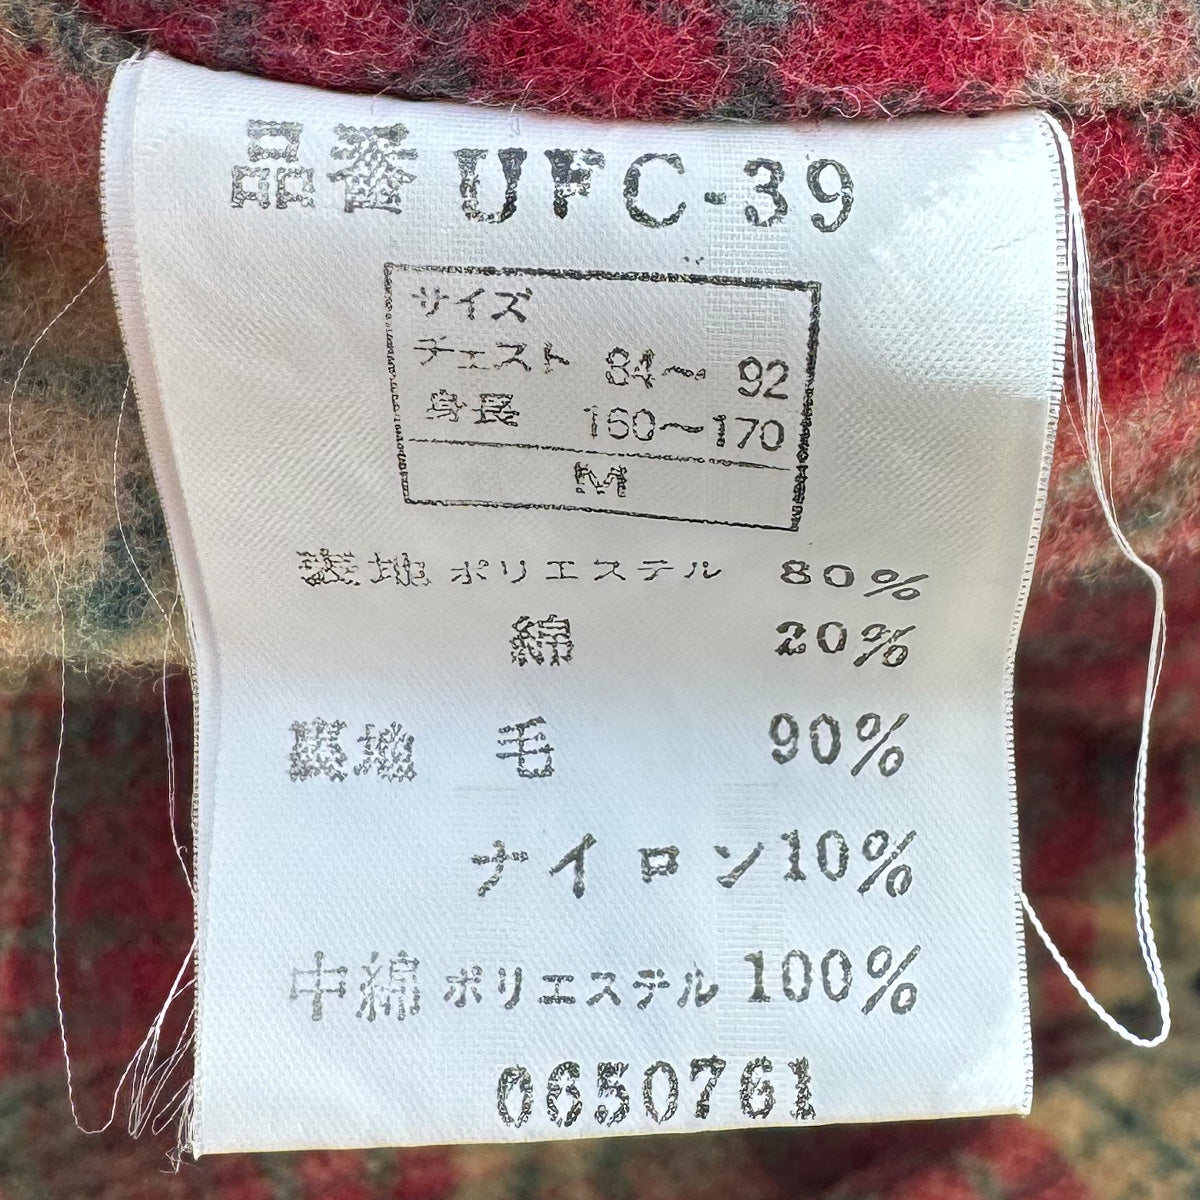 品番 UFC-39
サイズ
チェスト 84〜 92
身長 160〜170
M
表地 ポリエステル 80%
綿 20%
裏地 毛 90%
ナイロン10%
中綿 ポリエステル 100%
0650761